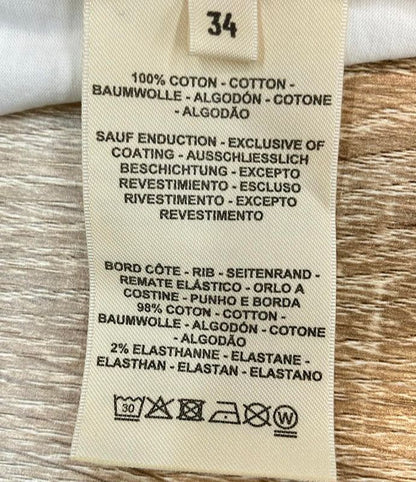 34
100% COTON - COTTON -
BAUMWOLLE - ALGODÓN - COTONE
- ALGODÃO
SAUF ENDUCTION - EXCLUSIVE OF
COATING - AUSSCHLIESSLICH
BESCHICHTUNG - EXCEPTO
REVESTIMIENTO - ESCLUSO
RIVESTIMENTO - EXCEPTO
REVESTIMENTO
BORD CÔTE - RIB - SEITENRAND -
REMATE ELÁSTICO - ORLO A
COSTINE - PUNHO E BORDA
98% COTON - COTTON -
BAUMWOLLE - ALGODÓN - COTONE
- ALGODÃO
2% ELASTHANNE - ELASTANE -
ELASTHAN - ELASTAN - ELASTANO
30 W